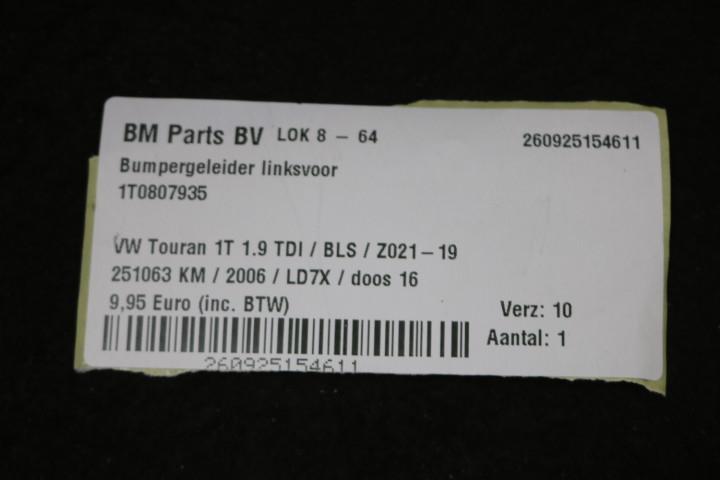 BM Parts BV LOK 8 - 64 260925154611
Bumpergeleider linksvoor
1T0807935
VW Touran 1T 1.9 TDI / BLS / Z021-19
251063 KM / 2006 / LD7X / doos 16
9,95 Euro (inc. BTW) Verz: 10
Aantal: 1
260925154611